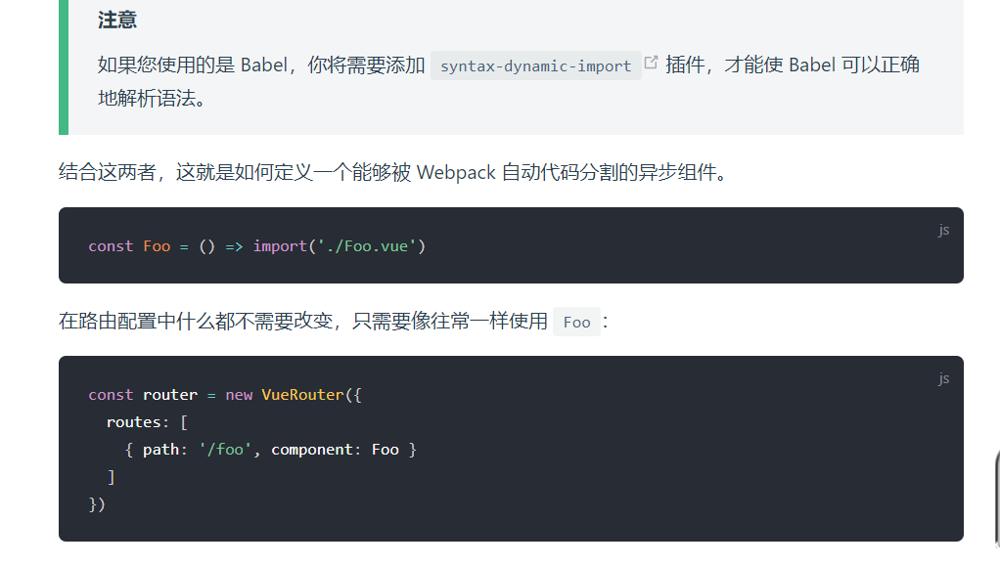 注意
如果您使用的是 Babel，你将需要添加 syntax-dynamic-import 插件，才能使 Babel 可以正确
地解析语法。
结合这两者，这就是如何定义一个能够被 Webpack 自动代码分割的异步组件。
js
const Foo = () => import('./Foo.vue')
在路由配置中什么都不需要改变，只需要像往常一样使用 Foo：
js
const router = new VueRouter({
  routes: [
    { path: '/foo', component: Foo }
  ]
})